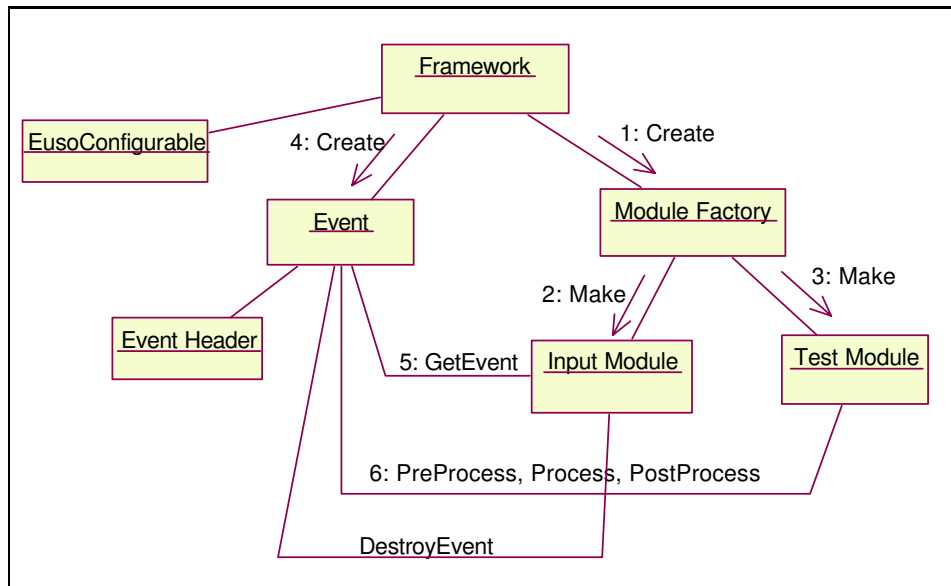 Framework
EusoConfigurable
4: Create
1: Create
Event
Module Factory
2: Make
3: Make
Event Header
5: GetEvent
Input Module
Test Module
6: PreProcess, Process, PostProcess
DestroyEvent